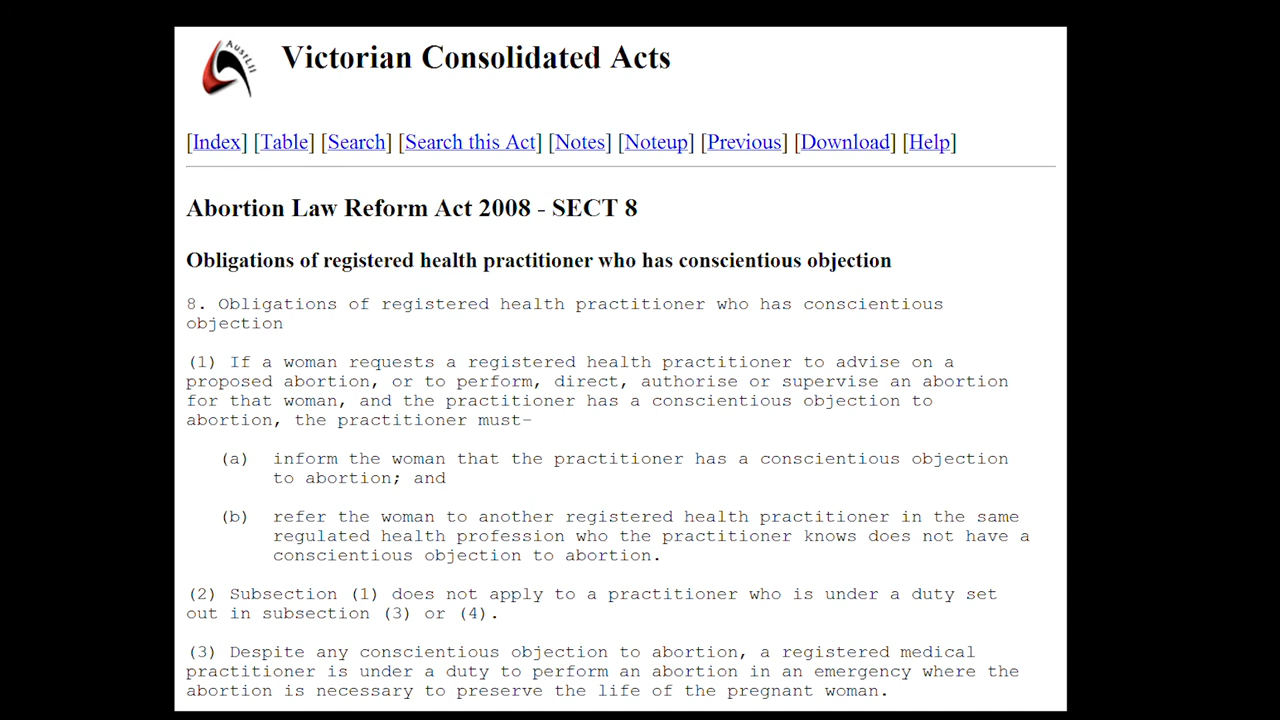 AustLII
Victorian Consolidated Acts
[Index] [Table] [Search] [Search this Act] [Notes] [Noteup] [Previous] [Download] [Help]
Abortion Law Reform Act 2008 - SECT 8
Obligations of registered health practitioner who has conscientious objection
8. Obligations of registered health practitioner who has conscientious
objection
(1) If a woman requests a registered health practitioner to advise on a
proposed abortion, or to perform, direct, authorise or supervise an abortion
for that woman, and the practitioner has a conscientious objection to
abortion, the practitioner must-
(a) inform the woman that the practitioner has a conscientious objection
to abortion; and
(b) refer the woman to another registered health practitioner in the same
regulated health profession who the practitioner knows does not have a
conscientious objection to abortion.
(2) Subsection (1) does not apply to a practitioner who is under a duty set
out in subsection (3) or (4).
(3) Despite any conscientious objection to abortion, a registered medical
practitioner is under a duty to perform an abortion in an emergency where the
abortion is necessary to preserve the life of the pregnant woman.